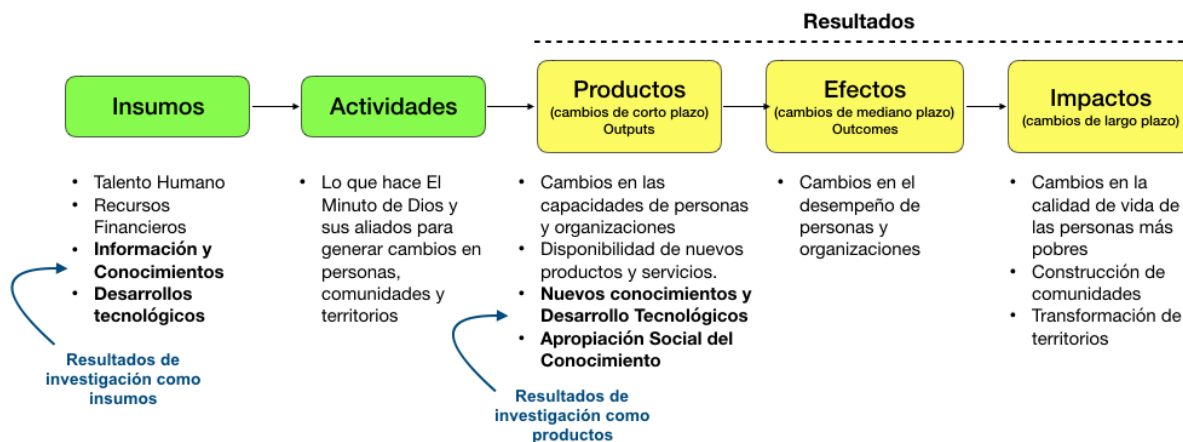 Resultados
Insumos
Actividades
Productos
(cambios de corto plazo)
Outputs
Efectos
(cambios de mediano plazo)
Outcomes
Impactos
(cambios de largo plazo)
• Talento Humano
• Recursos
Financieros
• Información y
Conocimientos
• Desarrollos
tecnológicos
Resultados de
investigación como
insumos
• Lo que hace El
Minuto de Dios y
sus aliados para
generar cambios en
personas,
comunidades y
territorios
• Cambios en las
capacidades de personas
y organizaciones
• Disponibilidad de nuevos
productos y servicios.
• Nuevos conocimientos y
Desarrollo Tecnológicos
• Apropiación Social del
Conocimiento
Resultados de
investigación como
productos
• Cambios en el
desempeño de
personas y
organizaciones
• Cambios en la
calidad de vida de
las personas más
pobres
• Construcción de
comunidades
• Transformación de
territorios